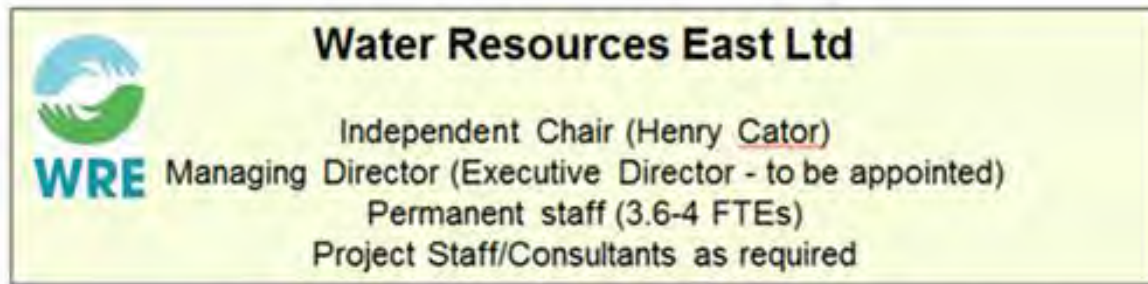 Water Resources East Ltd
Independent Chair (Henry Cator)
WRE
Managing Director (Executive Director - to be appointed)
Permanent staff (3.6-4 FTEs)
Project Staff/Consultants as required